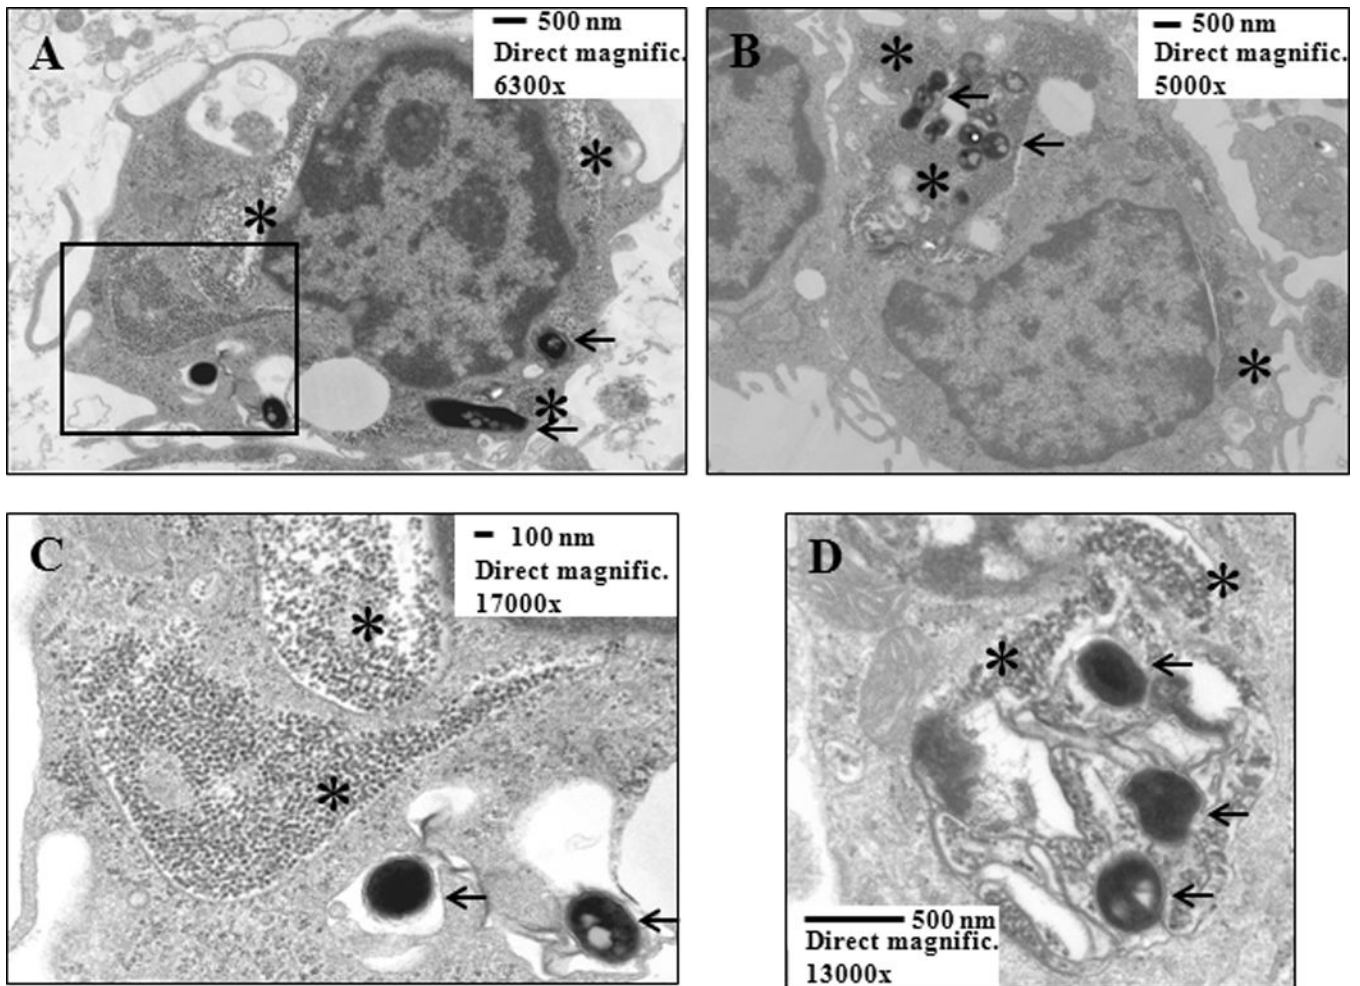 A
500 nm
Direct magnific.
6300x
B
500 nm
Direct magnific.
5000x
C
100 nm
Direct magnific.
17000x
D
500 nm
Direct magnific.
13000x